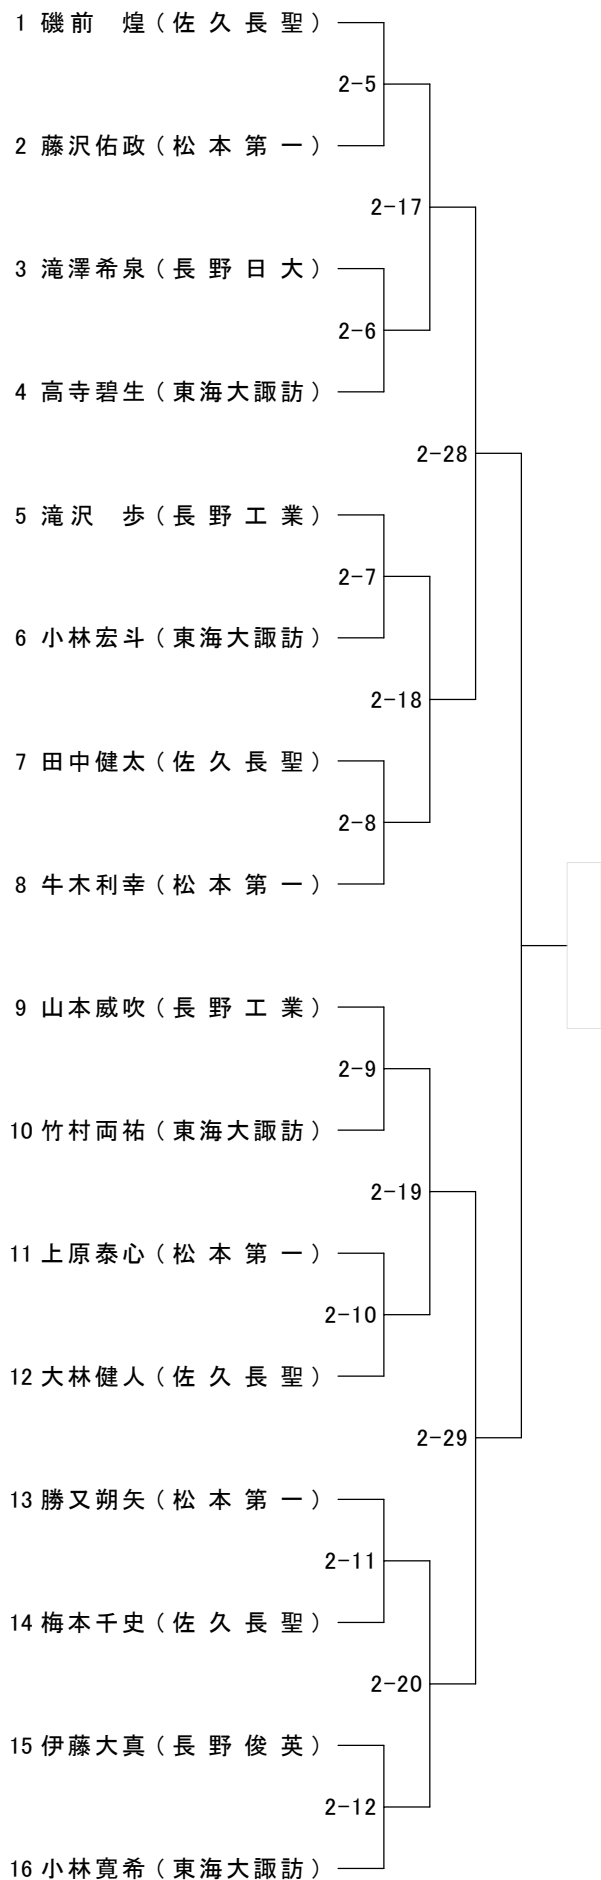 1 磯前　煌（佐久長聖）
2-5
2 藤沢佑政（松本第一）
2-17
3 滝澤希泉（長野日大）
2-6
4 高寺碧生（東海大諏訪）
2-28
5 滝沢　歩（長野工業）
2-7
6 小林宏斗（東海大諏訪）
2-18
7 田中健太（佐久長聖）
2-8
8 牛木利幸（松本第一）
9 山本威吹（長野工業）
2-9
10 竹村両祐（東海大諏訪）
2-19
11 上原泰心（松本第一）
2-10
12 大林健人（佐久長聖）
2-29
13 勝又朔矢（松本第一）
2-11
14 梅本千史（佐久長聖）
2-20
15 伊藤大真（長野俊英）
2-12
16 小林寛希（東海大諏訪）